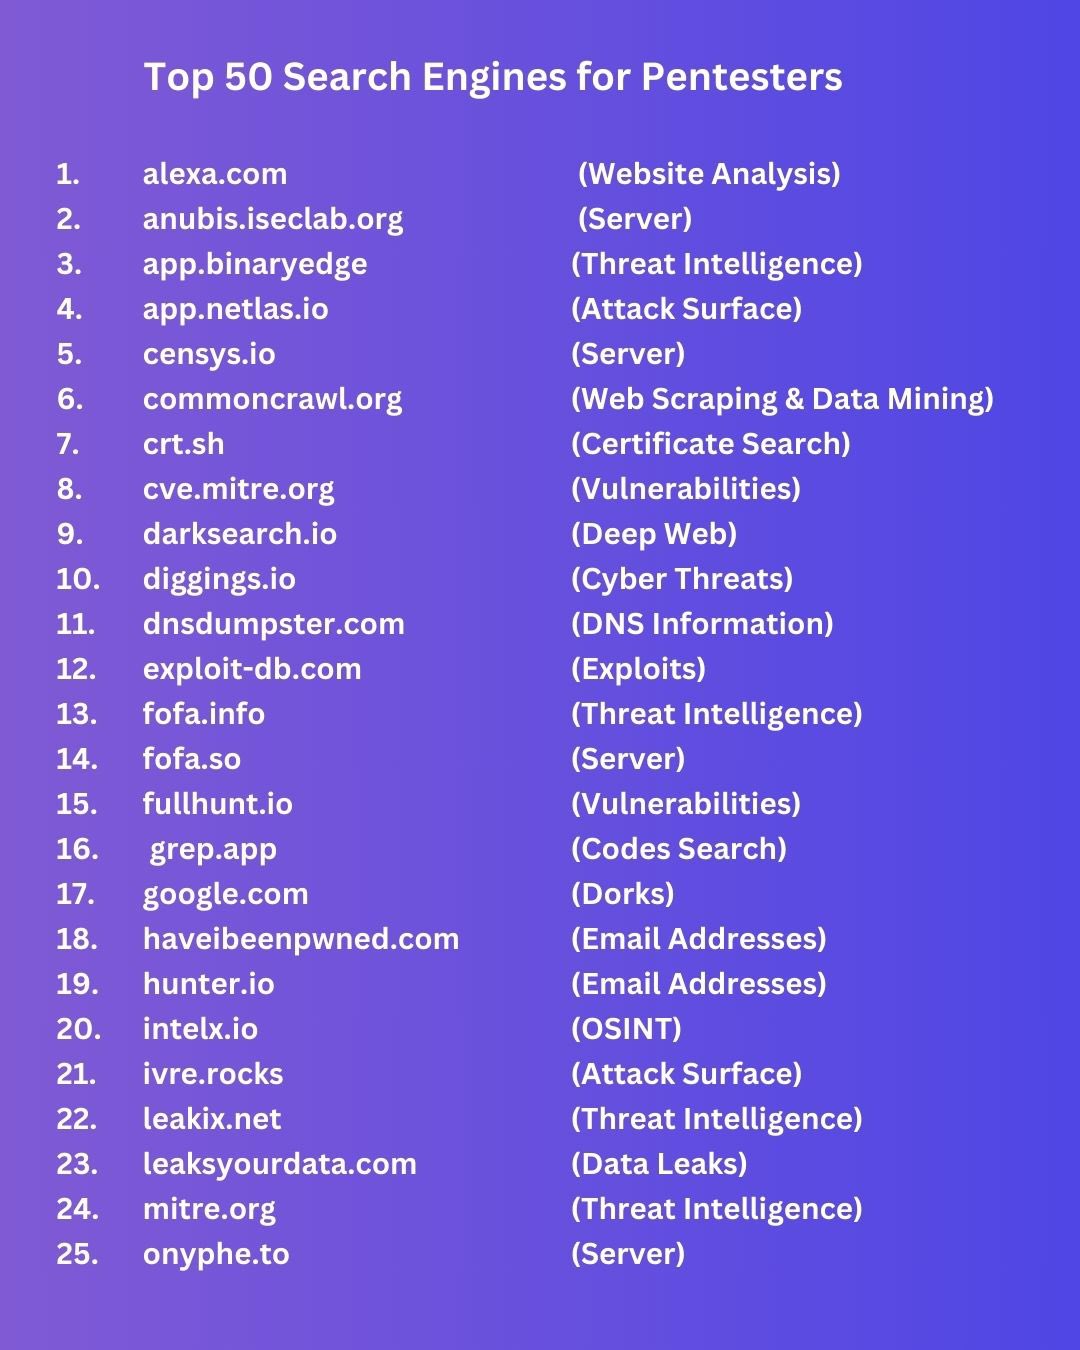 Top 50 Search Engines for Pentesters
1. alexa.com (Website Analysis)
2. anubis.iseclab.org (Server)
3. app.binaryedge (Threat Intelligence)
4. app.netlas.io (Attack Surface)
5. censys.io (Server)
6. commoncrawl.org (Web Scraping & Data Mining)
7. crt.sh (Certificate Search)
8. cve.mitre.org (Vulnerabilities)
9. darksearch.io (Deep Web)
10. diggings.io (Cyber Threats)
11. dnsdumpster.com (DNS Information)
12. exploit-db.com (Exploits)
13. fofa.info (Threat Intelligence)
14. fofa.so (Server)
15. fullhunt.io (Vulnerabilities)
16. grep.app (Codes Search)
17. google.com (Dorks)
18. haveibeenpwned.com (Email Addresses)
19. hunter.io (Email Addresses)
20. intelx.io (OSINT)
21. ivre.rocks (Attack Surface)
22. leakix.net (Threat Intelligence)
23. leaksyourdata.com (Data Leaks)
24. mitre.org (Threat Intelligence)
25. onyphe.to (Server)